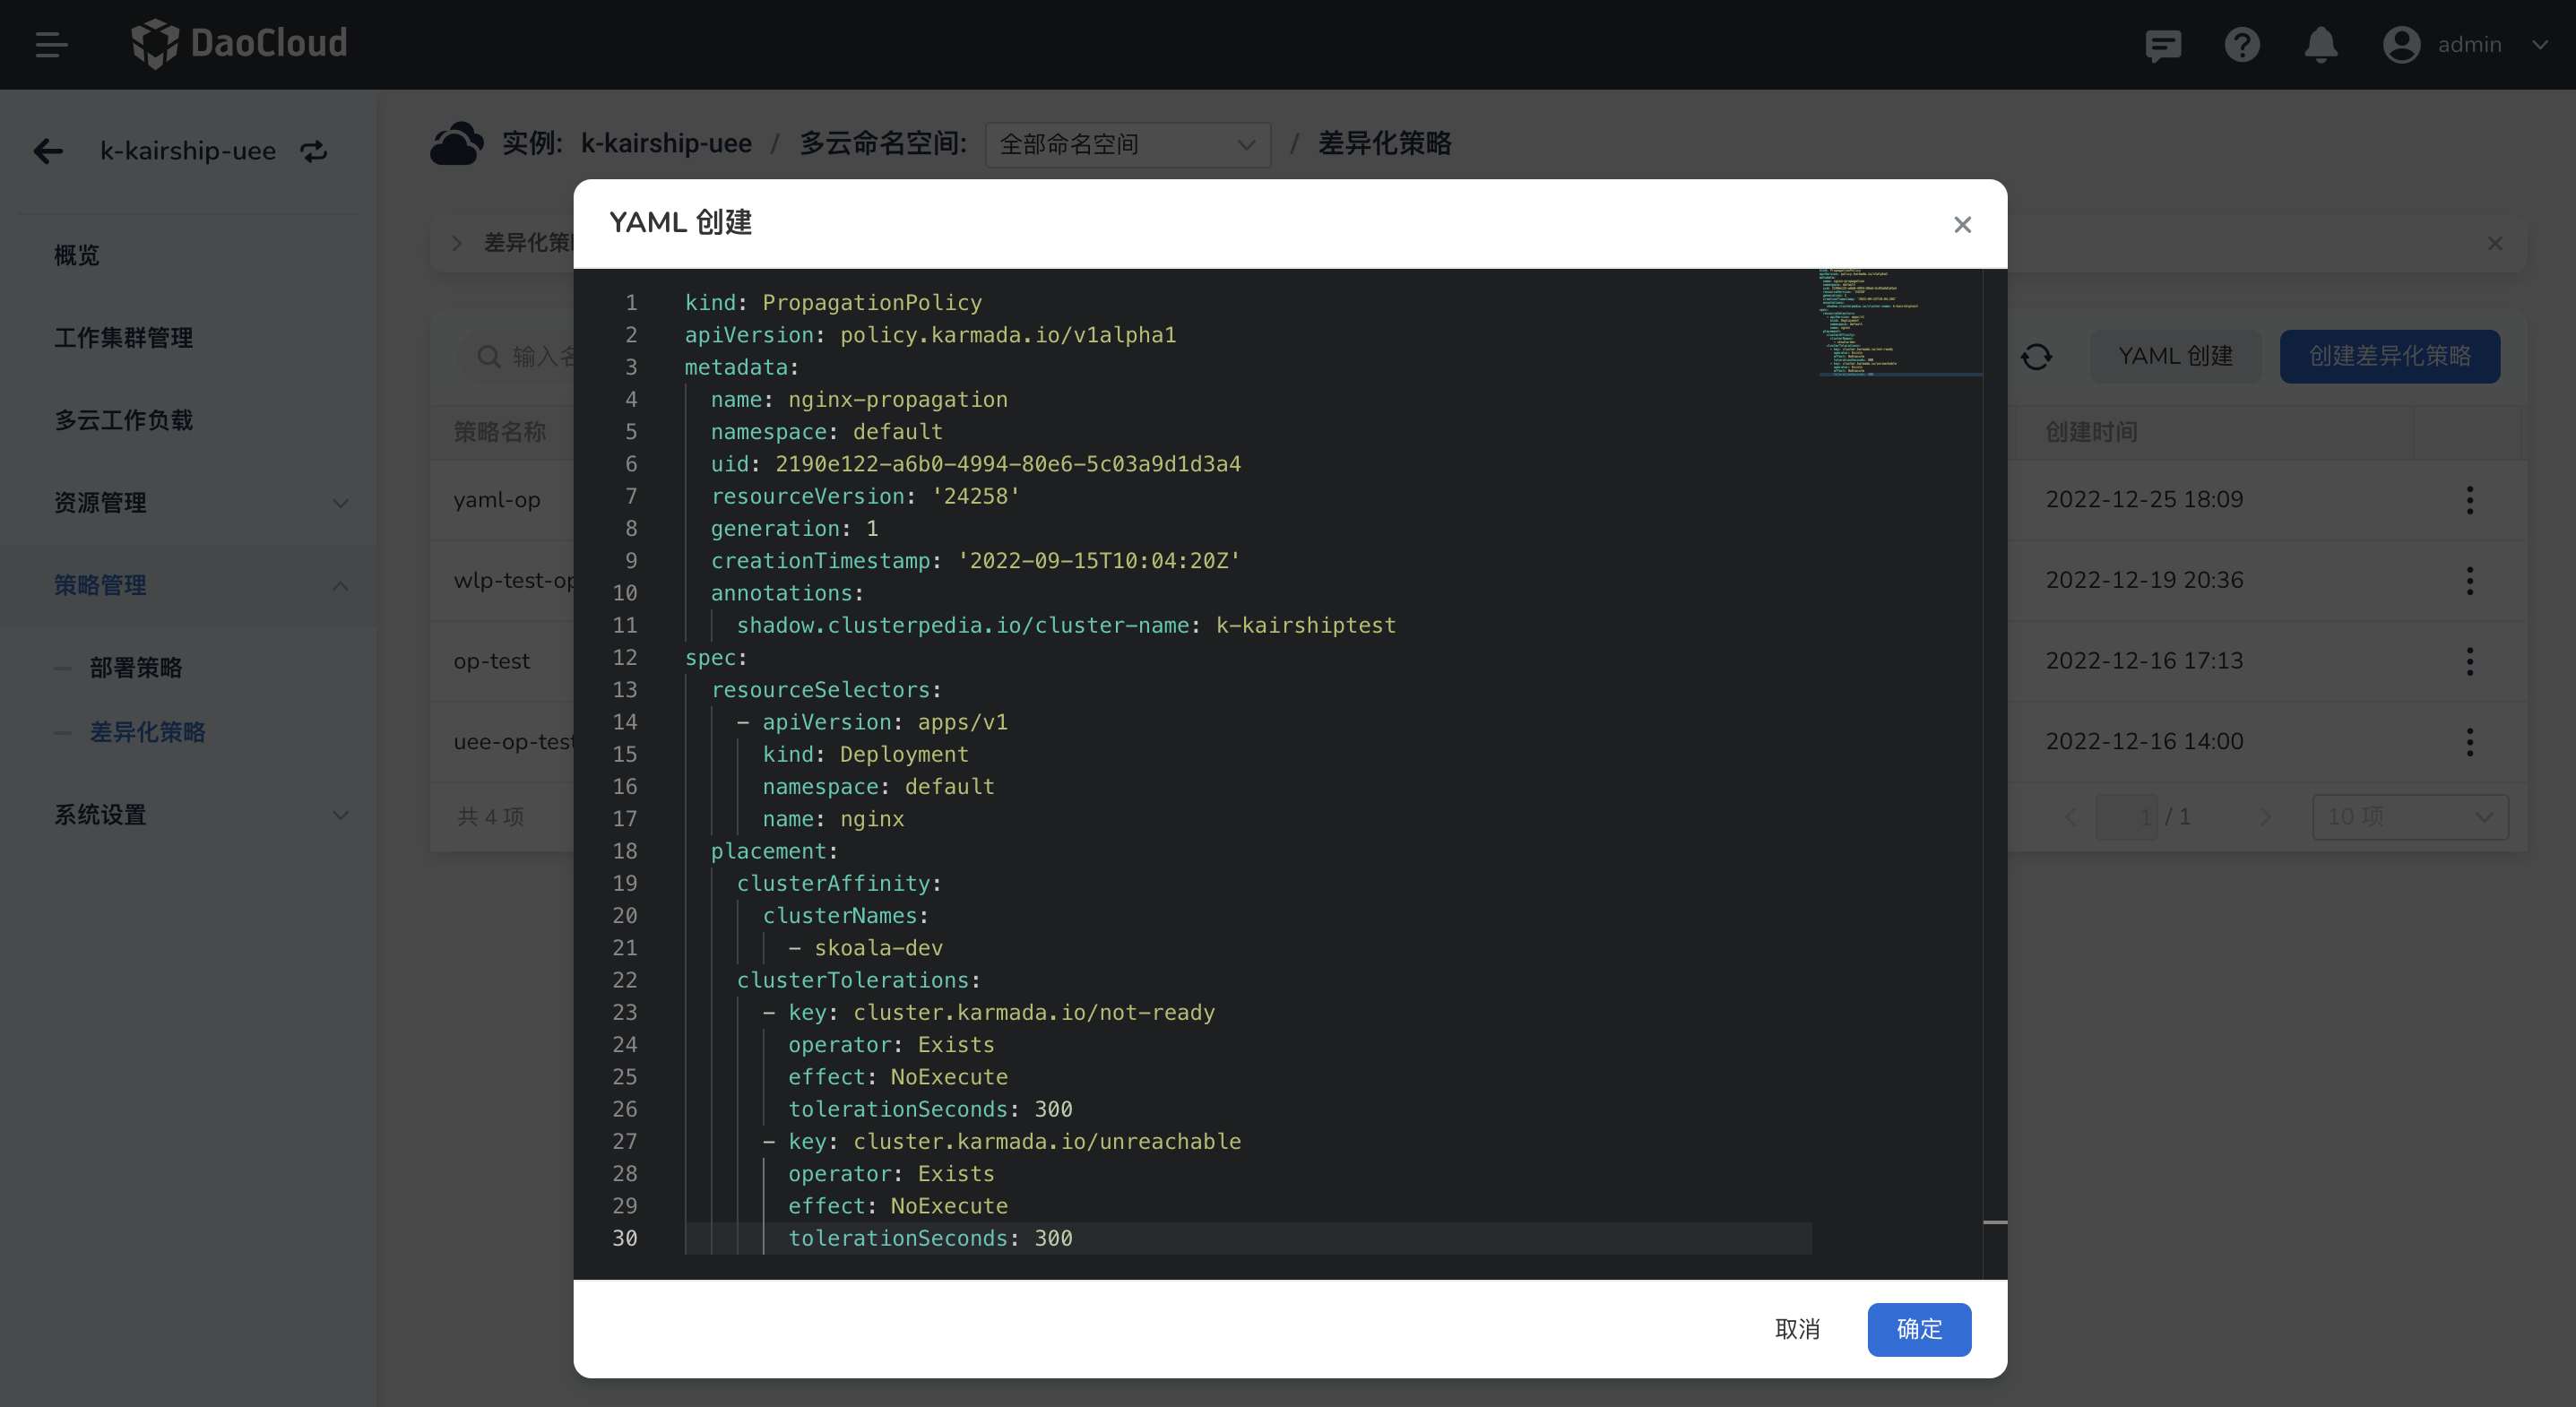 DaoCloud
admin
k-kairship-uee
实例: k-kairship-uee / 多云命名空间: 全部命名空间 / 差异化策略
概览
工作集群管理
多云工作负载
资源管理
策略管理
部署策略
差异化策略
系统设置
差异化策
输入名
YAML 创建
创建差异化策略
策略名称
创建时间
yaml-op
2022-12-25 18:09
wlp-test-op
2022-12-19 20:36
op-test
2022-12-16 17:13
uee-op-test
2022-12-16 14:00
共 4 项
1 / 1
10 项
YAML 创建
1 kind: PropagationPolicy
2 apiVersion: policy.karmada.io/v1alpha1
3 metadata:
4 name: nginx-propagation
5 namespace: default
6 uid: 2190e122-a6b0-4994-80e6-5c03a9d1d3a4
7 resourceVersion: '24258'
8 generation: 1
9 creationTimestamp: '2022-09-15T10:04:20Z'
10 annotations:
11 shadow.clusterpedia.io/cluster-name: k-kairshiptest
12 spec:
13 resourceSelectors:
14 - apiVersion: apps/v1
15 kind: Deployment
16 namespace: default
17 name: nginx
18 placement:
19 clusterAffinity:
20 clusterNames:
21 - skoala-dev
22 clusterTolerations:
23 - key: cluster.karmada.io/not-ready
24 operator: Exists
25 effect: NoExecute
26 tolerationSeconds: 300
27 - key: cluster.karmada.io/unreachable
28 operator: Exists
29 effect: NoExecute
30 tolerationSeconds: 300
取消
确定